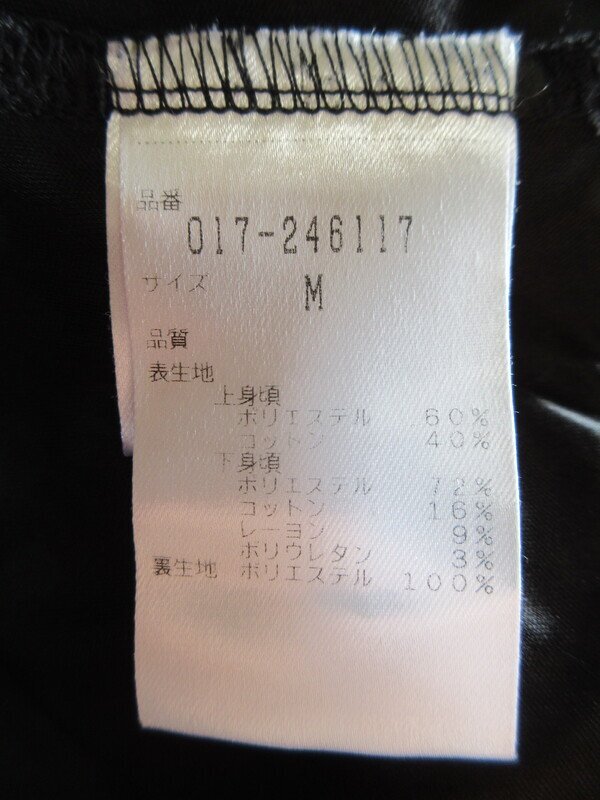 品番
017-246117
サイズ M
品質
表生地
上身頃
ポリエステル 60%
コットン 40%
下身頃
ポリエステル 72%
コットン 16%
レーヨン 9%
ポリウレタン 3%
裏生地 ポリエステル 100%